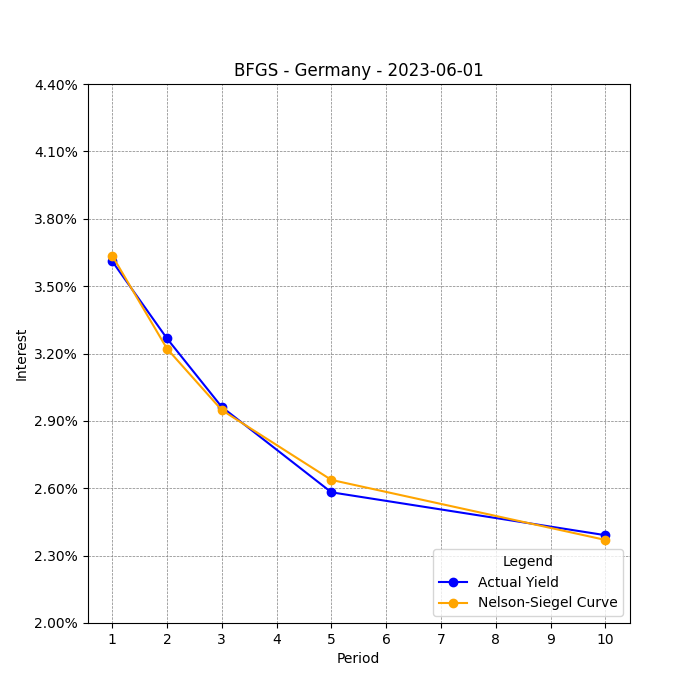 BFGS - Germany - 2023-06-01
4.40%
4.10%
3.80%
3.50%
3.20%
2.90%
2.60%
2.30%
2.00%
Interest
1 2 3 4 5 6 7 8 9 10
Period
Legend
Actual Yield
Nelson-Siegel Curve